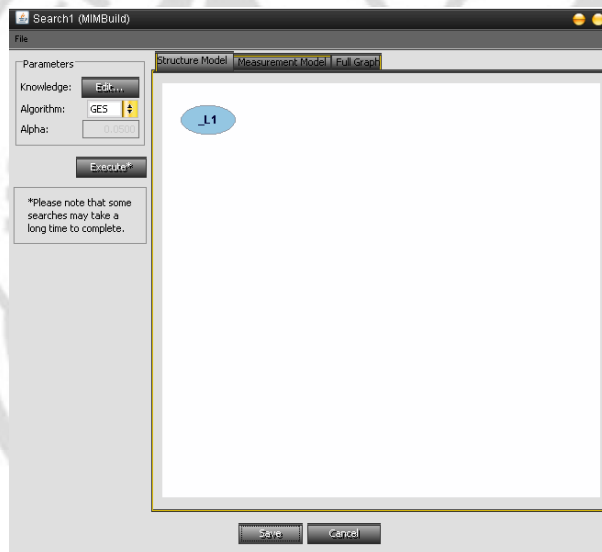 Search1 (MIMBuild)
File
Parameters
Knowledge: Edit...
Algorithm: GES
Alpha: 0.0500
Execute*
*Please note that some
searches may take a
long time to complete.
Structure Model Measurement Model Full Graph
_L1
Save Cancel